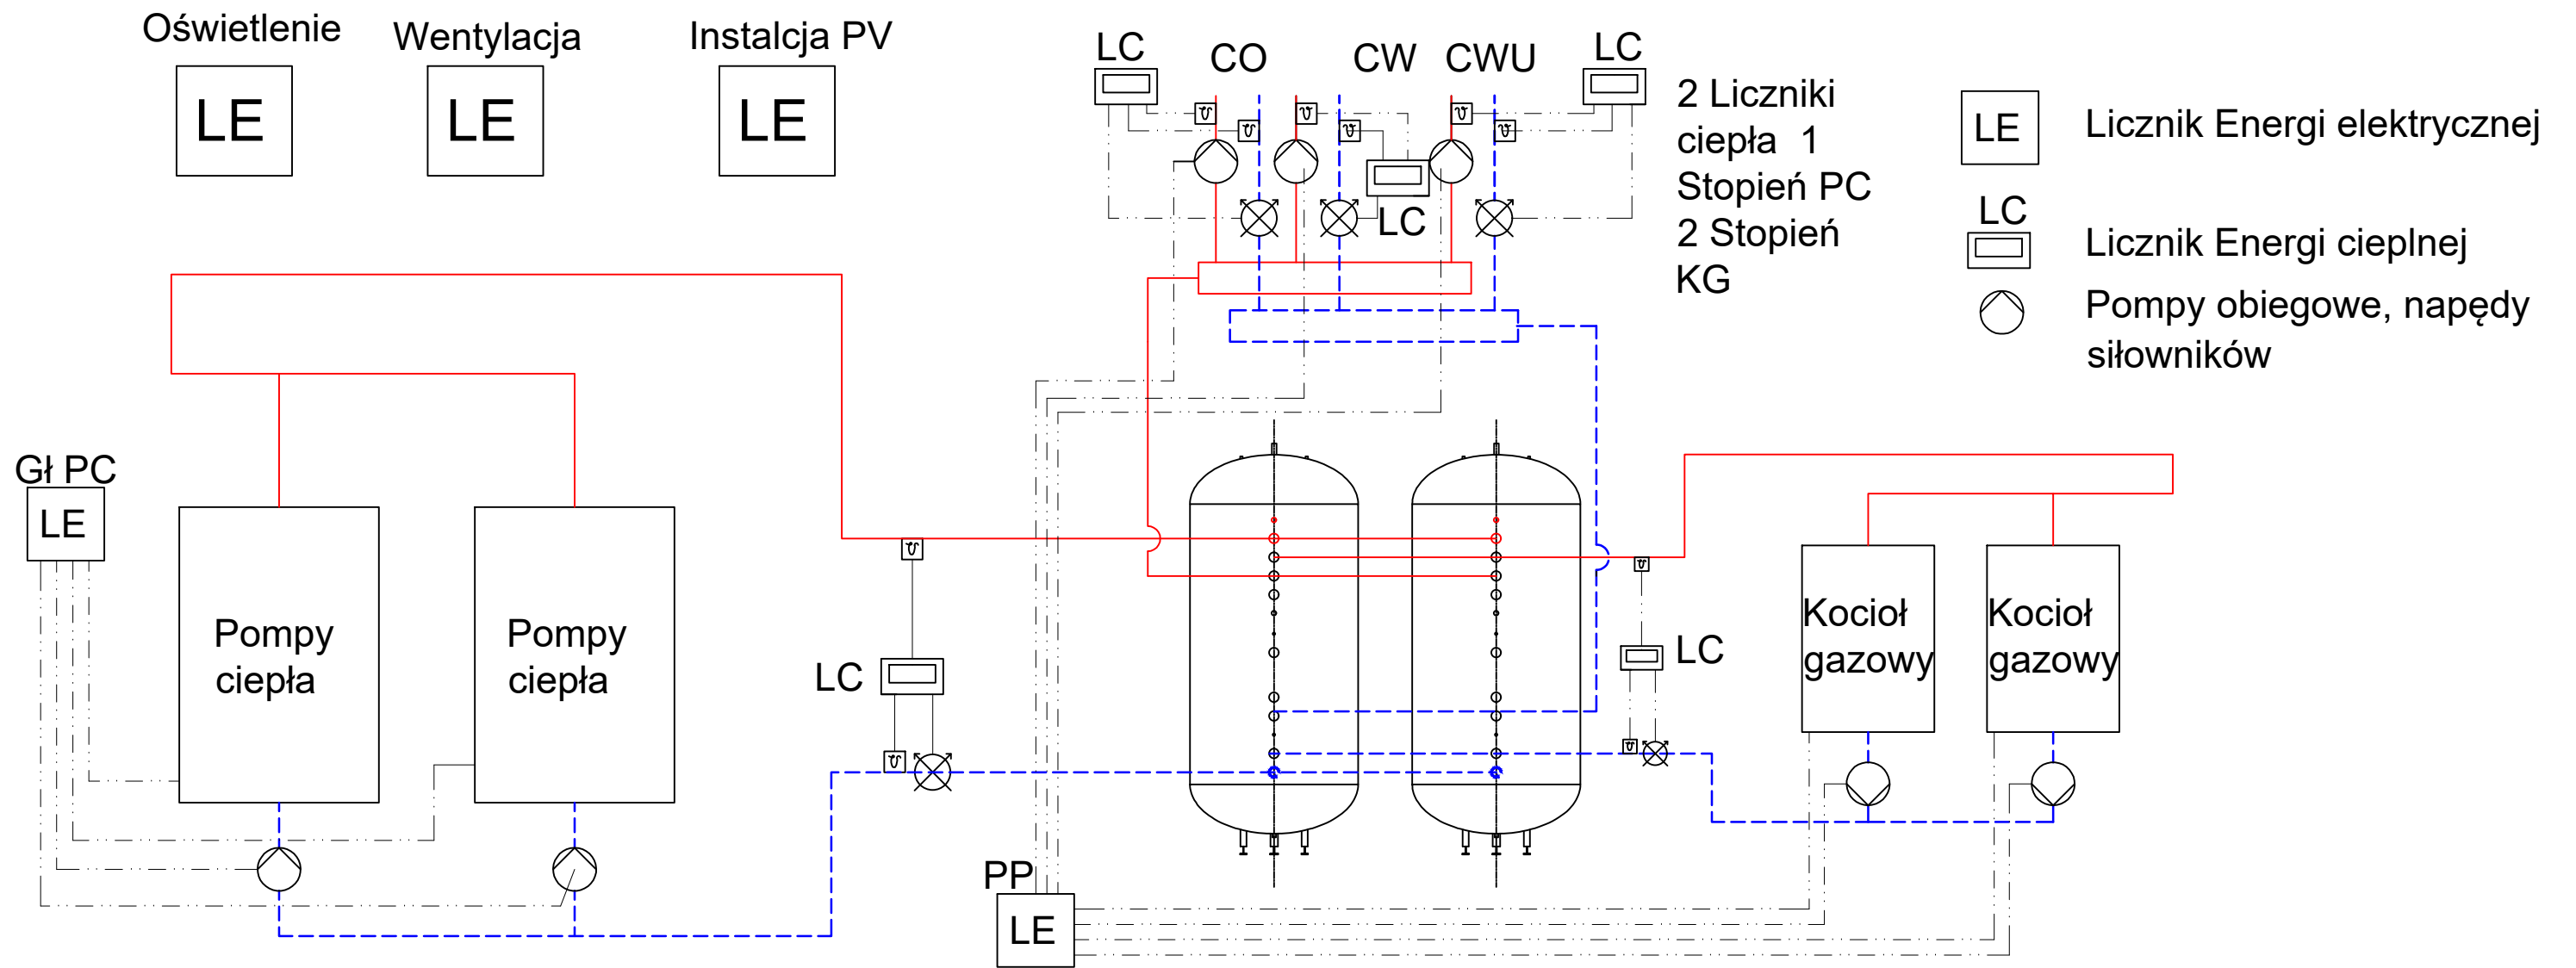 Oświetlenie
LE
Wentylacja
LE
Instalcja PV
LE
LC
CO
CW
CWU
LC
LC
2 Liczniki
ciepła 1
Stopień PC
2 Stopień
KG
LE
Licznik Energi elektrycznej
LC
Licznik Energi cieplnej
Pompy obiegowe, napędy
siłowników
Gł PC
LE
Pompy
ciepła
Pompy
ciepła
LC
LC
Kocioł
gazowy
Kocioł
gazowy
PP
LE